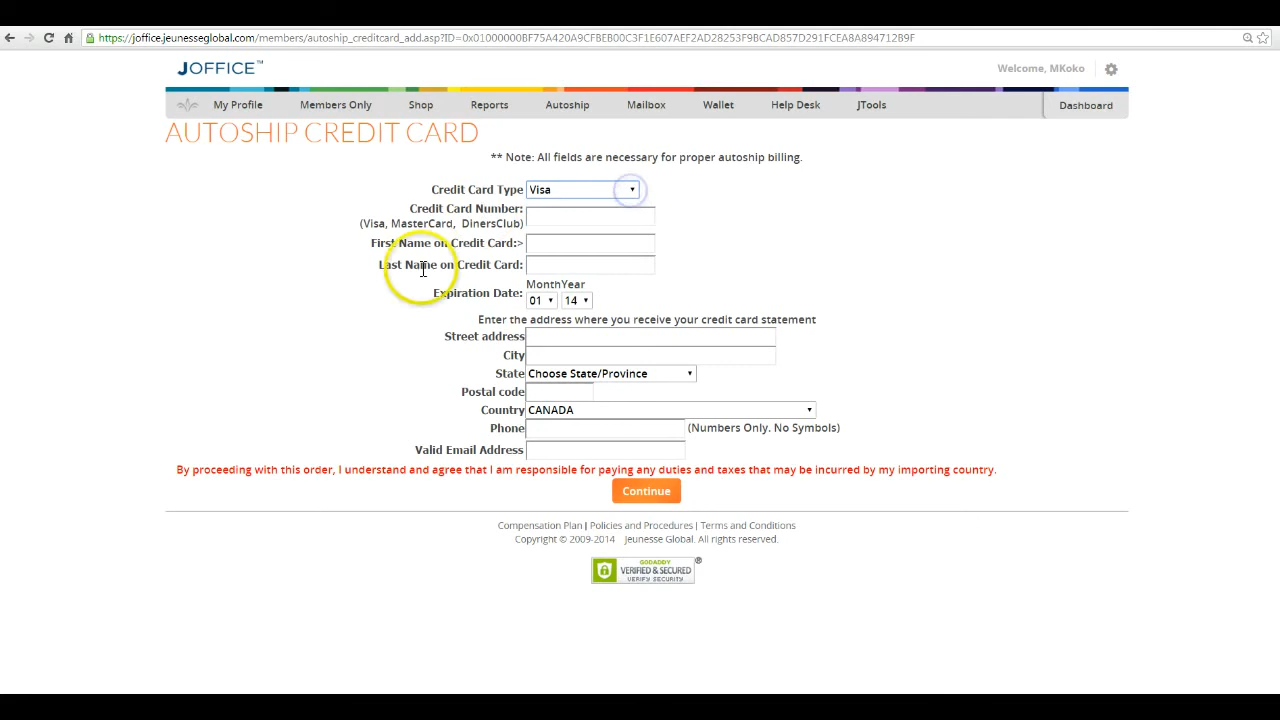 https://joffice.jeunesseglobal.com/members/autoship_creditcard_add.asp?ID=0x01000000BF75A420A9CFBEB00C3F1E607AEF2AD28253F9BCAD857D291FCEA8A894712B9F
JOFFICE™
Welcome, MKoko
My Profile Members Only Shop Reports Autoship Mailbox Wallet Help Desk JTools Dashboard
AUTOSHIP CREDIT CARD
** Note: All fields are necessary for proper autoship billing.
Credit Card Type Visa
Credit Card Number:
(Visa, MasterCard, DinersClub)
First Name on Credit Card:>
Last Name on Credit Card:
MonthYear
Expiration Date: 01 14
Enter the address where you receive your credit card statement
Street address
City
State Choose State/Province
Postal code
Country CANADA
Phone (Numbers Only. No Symbols)
Valid Email Address
By proceeding with this order, I understand and agree that I am responsible for paying any duties and taxes that may be incurred by my importing country.
Continue
Compensation Plan | Policies and Procedures | Terms and Conditions
Copyright © 2009-2014 Jeunesse Global. All rights reserved.
GODADDY ®
VERIFIED & SECURED
VERIFY SECURITY